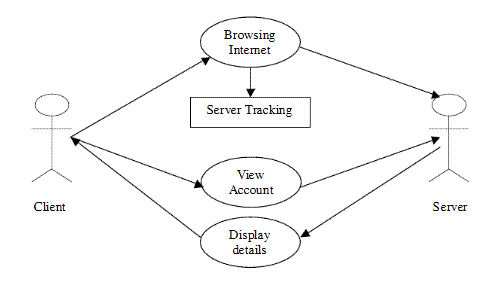 Browsing
Internet
Server Tracking
View
Account
Client
Server
Display
details